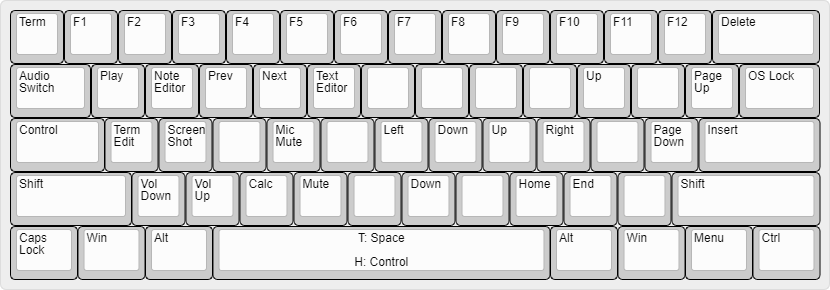 Term F1 F2 F3 F4 F5 F6 F7 F8 F9 F10 F11 F12 Delete
Audio Switch Play Note Editor Prev Next Text Editor Up Page Up OS Lock
Control Term Edit Screen Shot Mic Mute Left Down Up Right Page Down Insert
Shift Vol Down Vol Up Calc Mute Down Home End Shift
Caps Lock Win Alt T: Space H: Control Alt Win Menu Ctrl